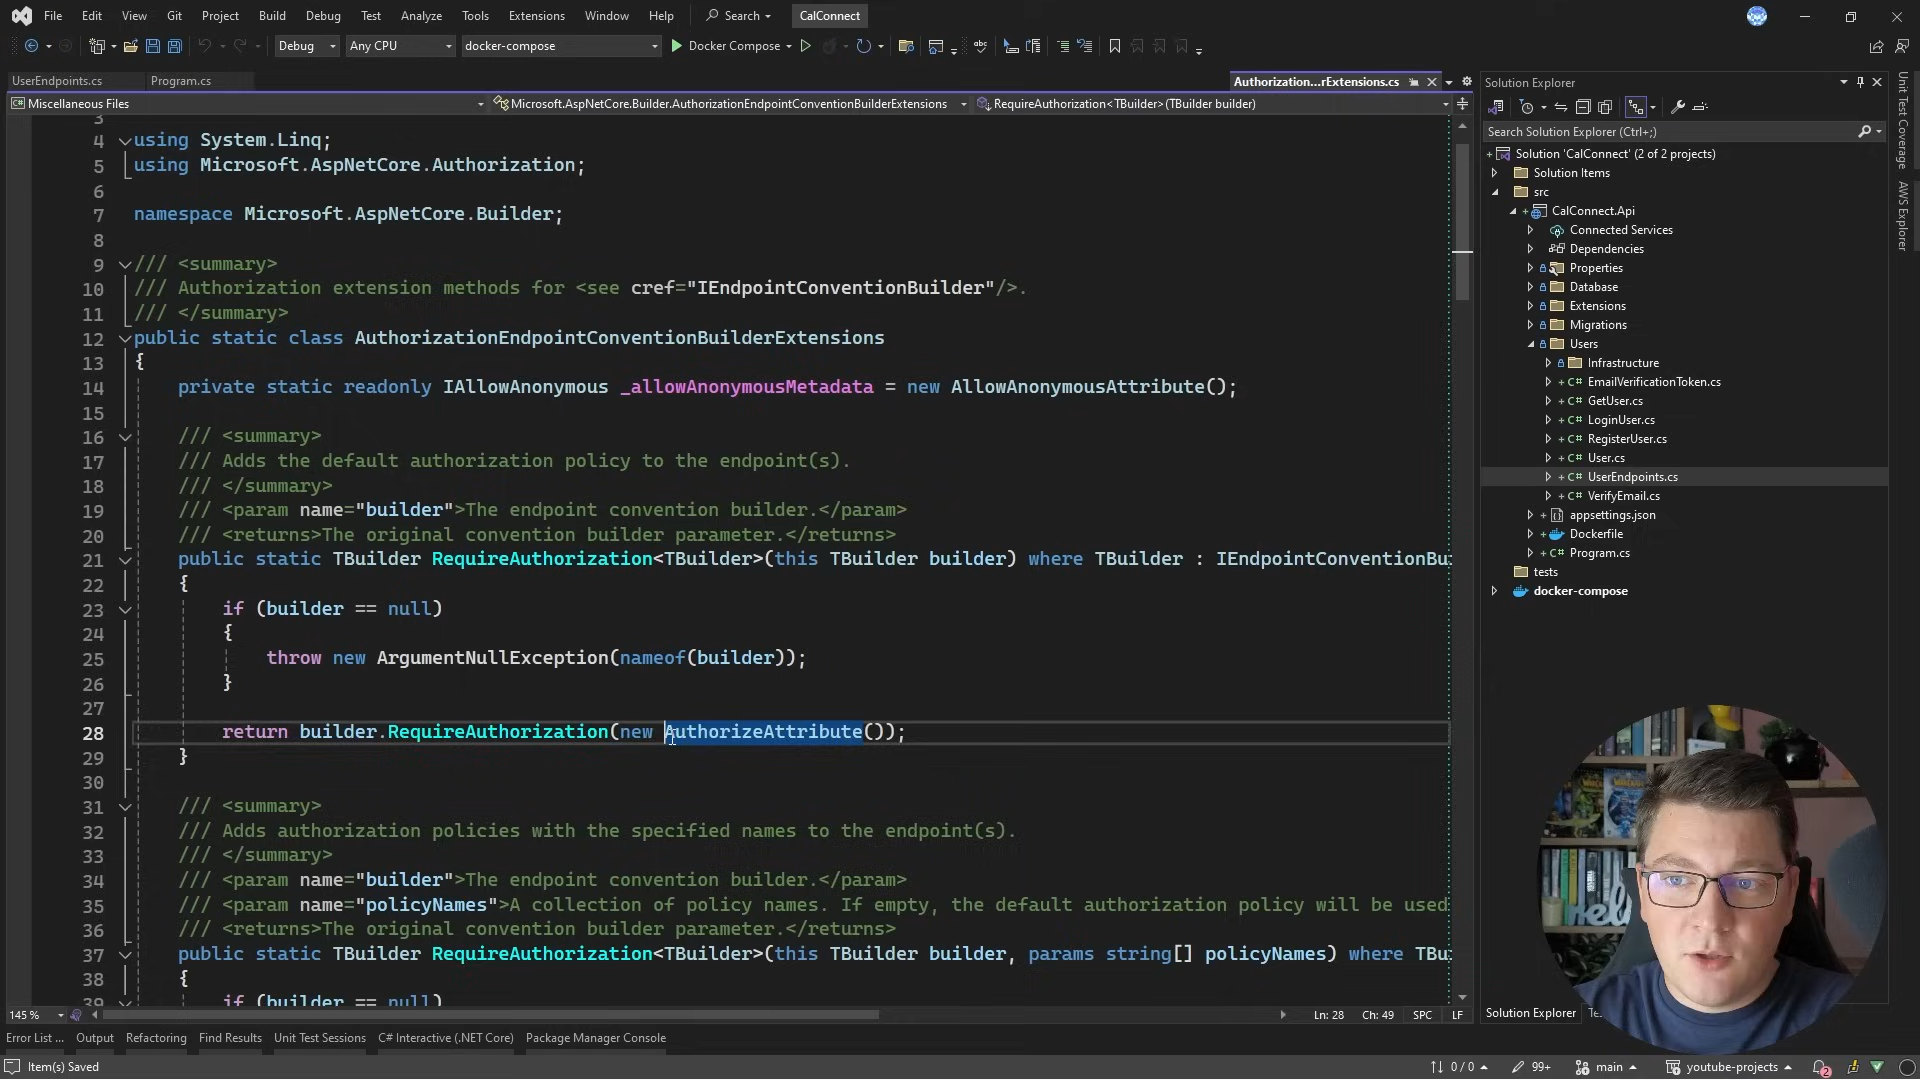 File Edit View Git Project Build Debug Test Analyze Tools Extensions Window Help Search CalConnect
Debug Any CPU docker-compose Docker Compose
UserEndpoints.cs Program.cs Authorization...rExtensions.cs
Miscellaneous Files Microsoft.AspNetCore.Builder.AuthorizationEndpointConventionBuilderExtensions RequireAuthorization<TBuilder>(TBuilder builder)
3
4 using System.Linq;
5 using Microsoft.AspNetCore.Authorization;
6
7 namespace Microsoft.AspNetCore.Builder;
8
9 /// <summary>
10 /// Authorization extension methods for <see cref="IEndpointConventionBuilder"/>.
11 /// </summary>
12 public static class AuthorizationEndpointConventionBuilderExtensions
13 {
14 private static readonly IAllowAnonymous _allowAnonymousMetadata = new AllowAnonymousAttribute();
15
16 /// <summary>
17 /// Adds the default authorization policy to the endpoint(s).
18 /// </summary>
19 /// <param name="builder">The endpoint convention builder.</param>
20 /// <returns>The original convention builder parameter.</returns>
21 public static TBuilder RequireAuthorization<TBuilder>(this TBuilder builder) where TBuilder : IEndpointConventionBu
22 {
23 if (builder == null)
24 {
25 throw new ArgumentNullException(nameof(builder));
26 }
27
28 return builder.RequireAuthorization(new AuthorizeAttribute());
29 }
30
31 /// <summary>
32 /// Adds authorization policies with the specified names to the endpoint(s).
33 /// </summary>
34 /// <param name="builder">The endpoint convention builder.</param>
35 /// <param name="policyNames">A collection of policy names. If empty, the default authorization policy will be used
36 /// <returns>The original convention builder parameter.</returns>
37 public static TBuilder RequireAuthorization<TBuilder>(this TBuilder builder, params string[] policyNames) where TBu
38 {
39 if (builder == null)
145 % Ln: 28 Ch: 49 SPC LF
Error List ... Output Refactoring Find Results Unit Test Sessions C# Interactive (.NET Core) Package Manager Console
Item(s) Saved 0 / 0 99+ main youtube-projects 2
Solution Explorer
Search Solution Explorer (Ctrl+;)
Solution 'CalConnect' (2 of 2 projects)
Solution Items
src
CalConnect.Api
Connected Services
Dependencies
Properties
Database
Extensions
Migrations
Users
Infrastructure
C# EmailVerificationToken.cs
C# GetUser.cs
C# LoginUser.cs
C# RegisterUser.cs
C# User.cs
C# UserEndpoints.cs
C# VerifyEmail.cs
appsettings.json
Dockerfile
C# Program.cs
tests
docker-compose
Solution Explorer
Unit Test Coverage
AWS Explorer